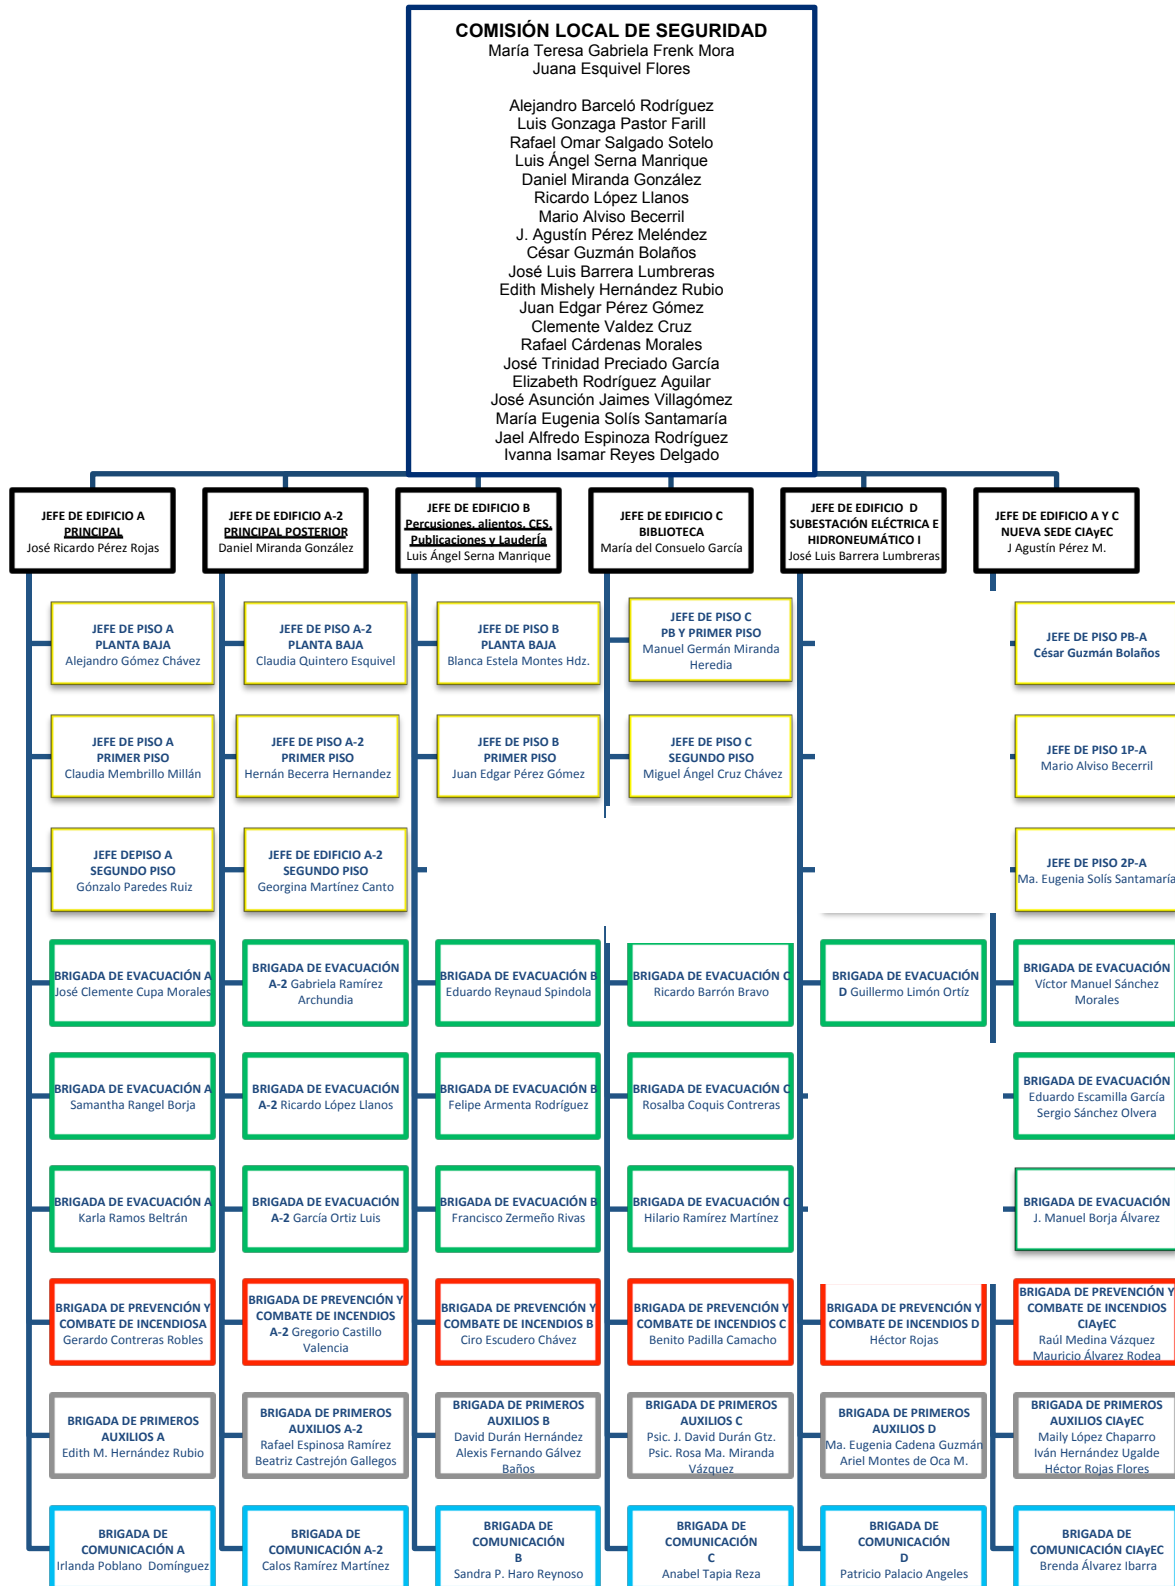 COMISIÓN LOCAL DE SEGURIDAD
María Teresa Gabriela Frenk Mora
Juana Esquivel Flores
Alejandro Barceló Rodríguez
Luis Gonzaga Pastor Farill
Rafael Omar Salgado Sotelo
Luis Ángel Serna Manrique
Daniel Miranda González
Ricardo López Llanos
Mario Alviso Becerril
J. Agustín Pérez Meléndez
César Guzmán Bolaños
José Luis Barrera Lumbreras
Edith Mishely Hernández Rubio
Juan Edgar Pérez Gómez
Clemente Valdez Cruz
Rafael Cárdenas Morales
José Trinidad Preciado García
Elizabeth Rodríguez Aguilar
José Asunción Jaimes Villagómez
María Eugenia Solís Santamaría
Jael Alfredo Espinoza Rodríguez
Ivanna Isamar Reyes Delgado
JEFE DE EDIFICIO A
PRINCIPAL
José Ricardo Pérez Rojas
JEFE DE EDIFICIO A-2
PRINCIPAL POSTERIOR
Daniel Miranda González
JEFE DE EDIFICIO B
Percusiones, alientos, CES,
Publicaciones y Laudería
Luis Ángel Serna Manrique
JEFE DE EDIFICIO C
BIBLIOTECA
María del Consuelo García
JEFE DE EDIFICIO D
SUBESTACIÓN ELÉCTRICA E
HIDRONEUMÁTICO I
José Luis Barrera Lumbreras
JEFE DE EDIFICIO A Y C
NUEVA SEDE CIAyEC
J Agustín Pérez M.
JEFE DE PISO A
PLANTA BAJA
Alejandro Gómez Chávez
JEFE DE PISO A-2
PLANTA BAJA
Claudia Quintero Esquivel
JEFE DE PISO B
PLANTA BAJA
Blanca Estela Montes Hdz.
JEFE DE PISO C
PB Y PRIMER PISO
Manuel Germán Miranda
Heredia
JEFE DE PISO PB-A
César Guzmán Bolaños
JEFE DE PISO A
PRIMER PISO
Claudia Membrillo Millán
JEFE DE PISO A-2
PRIMER PISO
Hernán Becerra Hernandez
JEFE DE PISO B
PRIMER PISO
Juan Edgar Pérez Gómez
JEFE DE PISO C
SEGUNDO PISO
Miguel Ángel Cruz Chávez
JEFE DE PISO 1P-A
Mario Alviso Becerril
JEFE DEPISO A
SEGUNDO PISO
Gónzalo Paredes Ruiz
JEFE DE EDIFICIO A-2
SEGUNDO PISO
Georgina Martínez Canto
JEFE DE PISO 2P-A
Ma. Eugenia Solís Santamaría
BRIGADA DE EVACUACIÓN A
José Clemente Cupa Morales
BRIGADA DE EVACUACIÓN
A-2 Gabriela Ramírez
Archundia
BRIGADA DE EVACUACIÓN B
Eduardo Reynaud Spindola
BRIGADA DE EVACUACIÓN C
Ricardo Barrón Bravo
BRIGADA DE EVACUACIÓN
D Guillermo Limón Ortíz
BRIGADA DE EVACUACIÓN
Víctor Manuel Sánchez
Morales
BRIGADA DE EVACUACIÓN A
Samantha Rangel Borja
BRIGADA DE EVACUACIÓN
A-2 Ricardo López Llanos
BRIGADA DE EVACUACIÓN B
Felipe Armenta Rodríguez
BRIGADA DE EVACUACIÓN C
Rosalba Coquis Contreras
BRIGADA DE EVACUACIÓN
Eduardo Escamilla García
Sergio Sánchez Olvera
BRIGADA DE EVACUACIÓN A
Karla Ramos Beltrán
BRIGADA DE EVACUACIÓN
A-2 García Ortiz Luis
BRIGADA DE EVACUACIÓN B
Francisco Zermeño Rivas
BRIGADA DE EVACUACIÓN C
Hilario Ramírez Martínez
BRIGADA DE EVACUACIÓN
J. Manuel Borja Álvarez
BRIGADA DE PREVENCIÓN Y
COMBATE DE INCENDIOSA
Gerardo Contreras Robles
BRIGADA DE PREVENCIÓN Y
COMBATE DE INCENDIOS
A-2 Gregorio Castillo
Valencia
BRIGADA DE PREVENCIÓN Y
COMBATE DE INCENDIOS B
Ciro Escudero Chávez
BRIGADA DE PREVENCIÓN Y
COMBATE DE INCENDIOS C
Benito Padilla Camacho
BRIGADA DE PREVENCIÓN Y
COMBATE DE INCENDIOS D
Héctor Rojas
BRIGADA DE PREVENCIÓN Y
COMBATE DE INCENDIOS
CIAyEC
Raúl Medina Vázquez
Mauricio Álvarez Rodea
BRIGADA DE PRIMEROS
AUXILIOS A
Edith M. Hernández Rubio
BRIGADA DE PRIMEROS
AUXILIOS A-2
Rafael Espinosa Ramírez
Beatriz Castrejón Gallegos
BRIGADA DE PRIMEROS
AUXILIOS B
David Durán Hernández
Alexis Fernando Gálvez
Baños
BRIGADA DE PRIMEROS
AUXILIOS C
Psic. J. David Durán Gtz.
Psic. Rosa Ma. Miranda
Vázquez
BRIGADA DE PRIMEROS
AUXILIOS D
Ma. Eugenia Cadena Guzmán
Ariel Montes de Oca M.
BRIGADA DE PRIMEROS
AUXILIOS CIAyEC
Maily López Chaparro
Iván Hernández Ugalde
Héctor Rojas Flores
BRIGADA DE
COMUNICACIÓN A
Irlanda Poblano Domínguez
BRIGADA DE
COMUNICACIÓN A-2
Calos Ramírez Martínez
BRIGADA DE
COMUNICACIÓN
B
Sandra P. Haro Reynoso
BRIGADA DE
COMUNICACIÓN
C
Anabel Tapia Reza
BRIGADA DE
COMUNICACIÓN
D
Patricio Palacio Angeles
BRIGADA DE
COMUNICACIÓN CIAyEC
Brenda Álvarez Ibarra